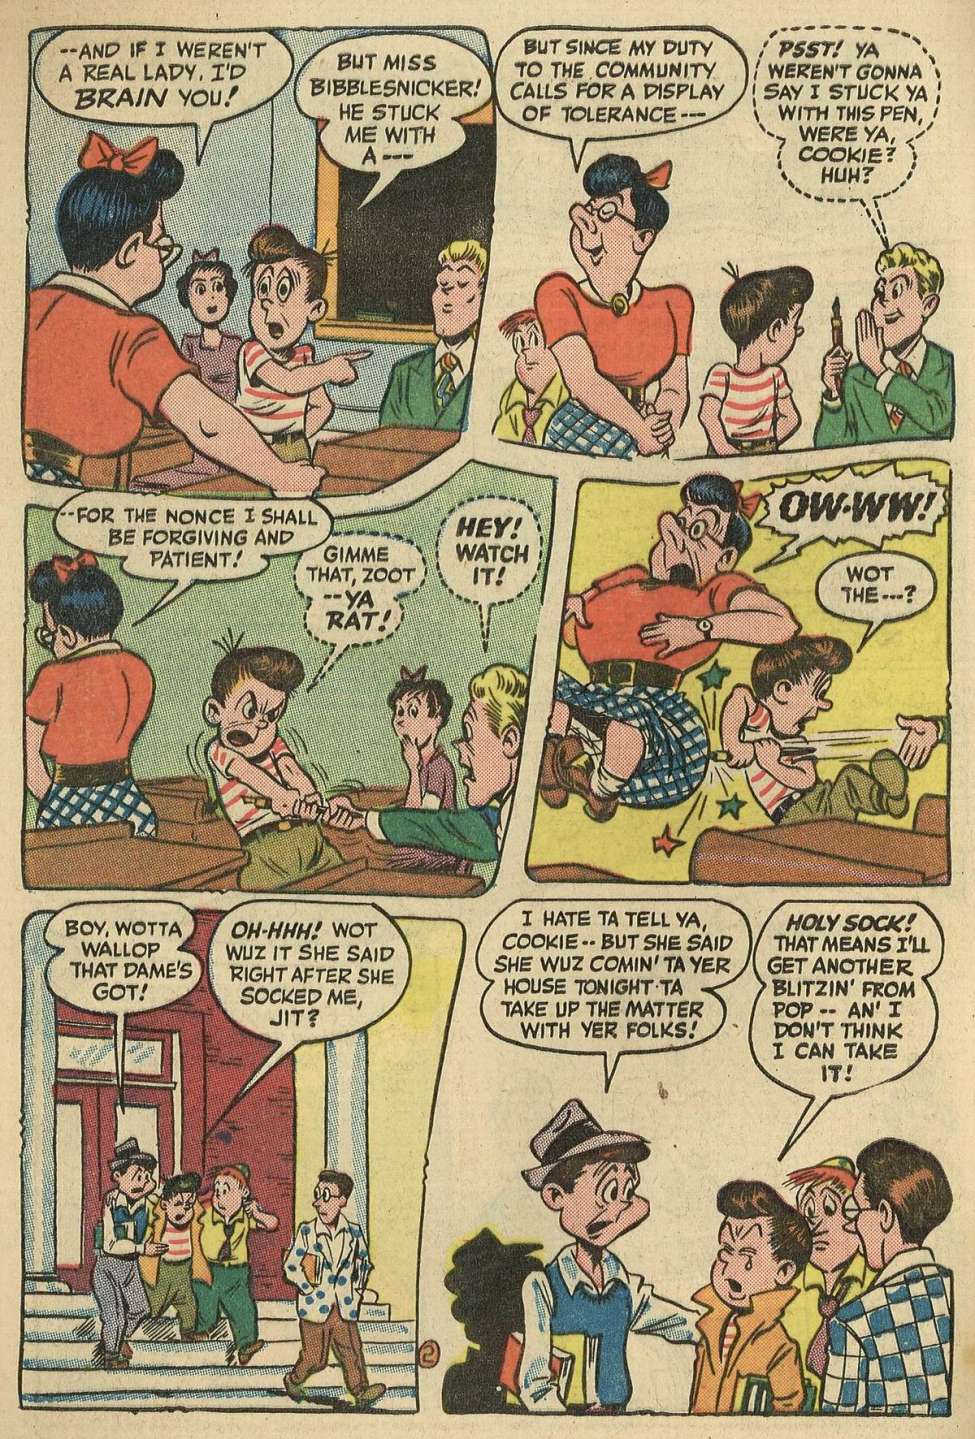 --AND IF I WEREN'T
A REAL LADY, I'D
BRAIN YOU!
BUT MISS
BIBBLESNICKER!
HE STUCK
ME WITH
A ---
BUT SINCE MY DUTY
TO THE COMMUNITY
CALLS FOR A DISPLAY
OF TOLERANCE---
PSST! YA
WEREN'T GONNA
SAY I STUCK YA
WITH THIS PEN,
WERE YA,
COOKIE?
HUH?
--FOR THE NONCE I SHALL
BE FORGIVING AND
PATIENT!
GIMME
THAT, ZOOT
--YA
RAT!
HEY!
WATCH
IT!
OW-WW!
WOT
THE---?
BOY, WOTTA
WALLOP
THAT DAME'S
GOT!
OH-HHH! WOT
WUZ IT SHE SAID
RIGHT AFTER SHE
SOCKED ME,
JIT?
I HATE TA TELL YA,
COOKIE-- BUT SHE SAID
SHE WUZ COMIN' TA YER
HOUSE TONIGHT TA
TAKE UP THE MATTER
WITH YER FOLKS!
HOLY SOCK!
THAT MEANS I'LL
GET ANOTHER
BLITZIN' FROM
POP -- AN' I
DON'T THINK
I CAN TAKE
IT!
2